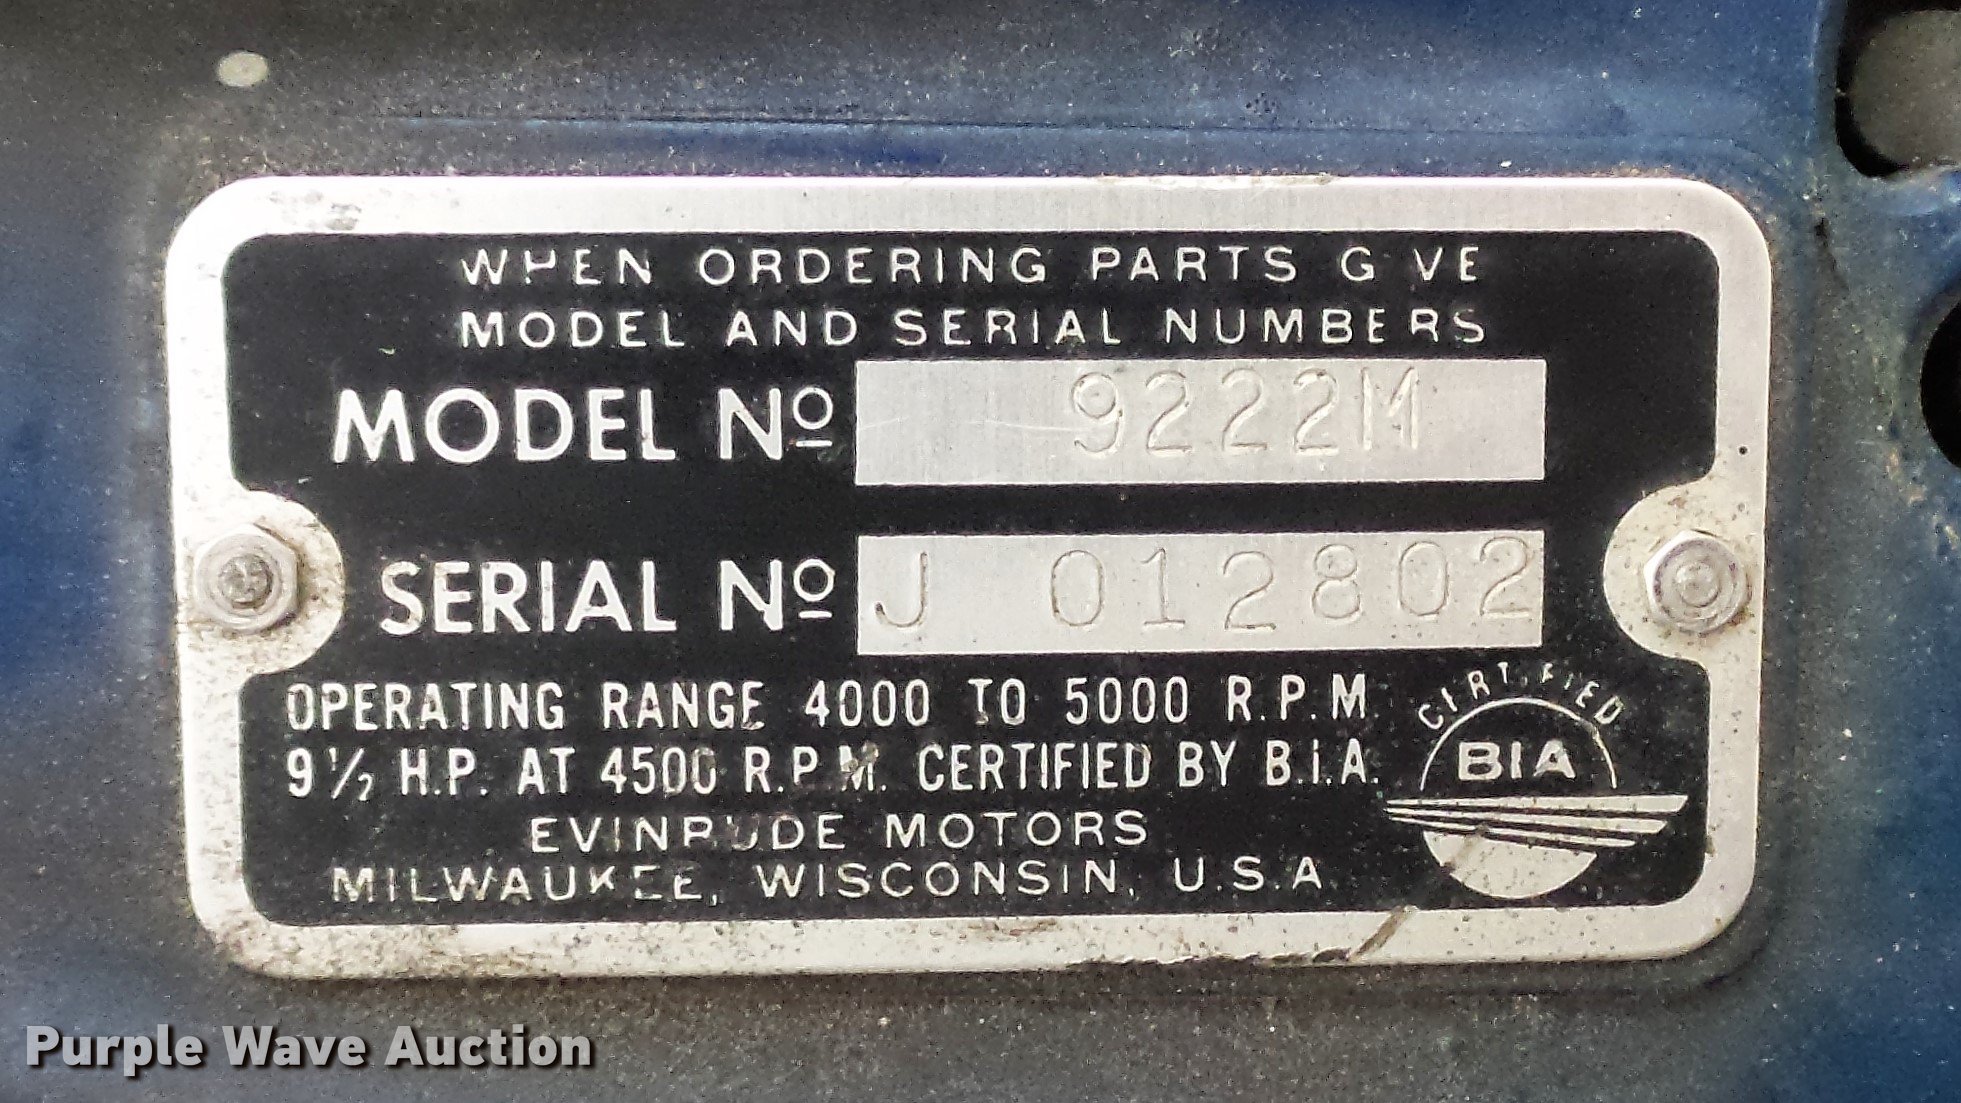 WHEN ORDERING PARTS GIVE
MODEL AND SERIAL NUMBERS
MODEL Nº 9222M
SERIAL Nº J 012802
OPERATING RANGE 4000 TO 5000 R.P.M.
9½ H.P. AT 4500 R.P.M. CERTIFIED BY B.I.A.
CERTIFIED
BIA
EVINRUDE MOTORS
MILWAUKEE, WISCONSIN, U.S.A.
Purple Wave Auction